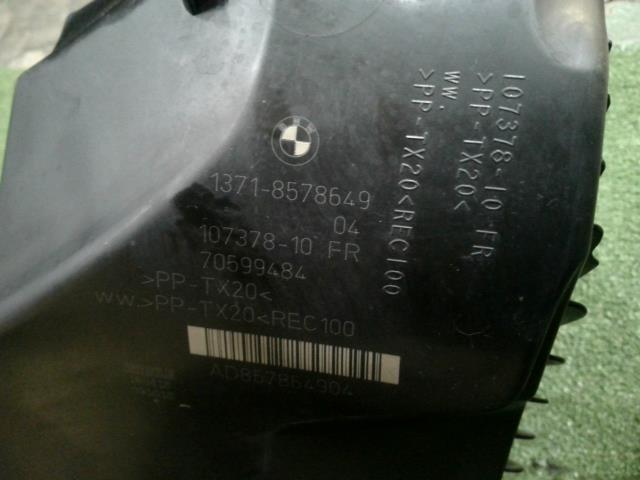 1371-8578649
04
107378-10 FR
70599484
>PP-TX20<
WW.>PP-TX20<REC100
AD857864904
107378-10 FR
>PP-TX20<
WW.
>PP-TX20<REC100